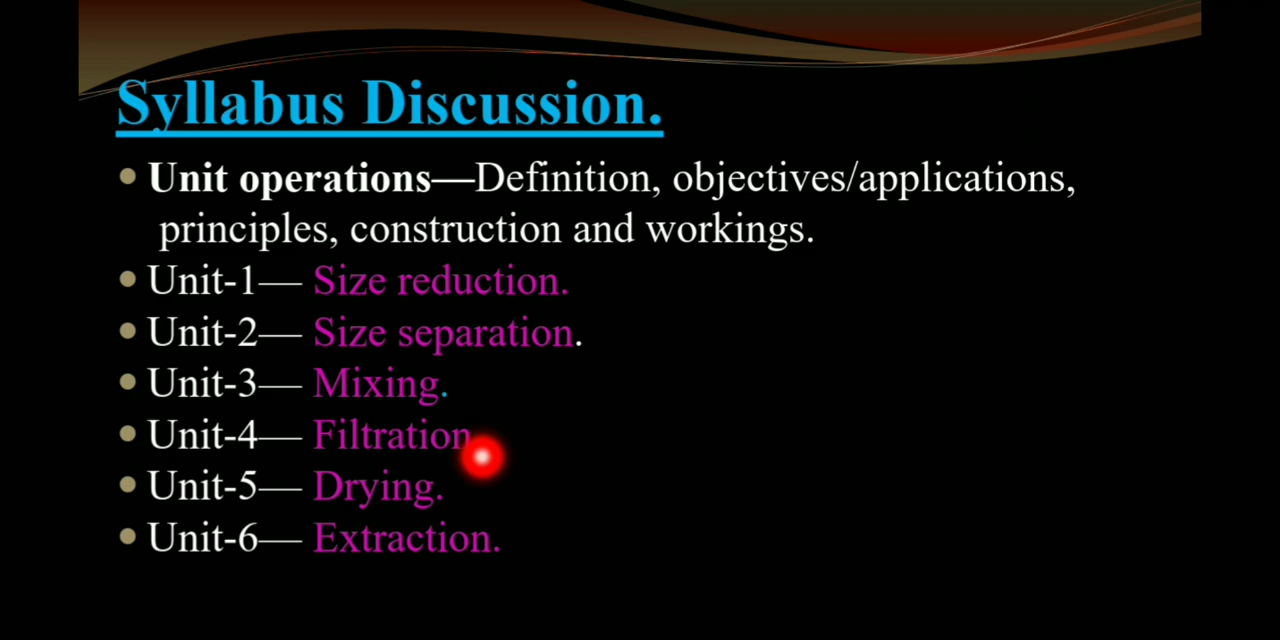 Syllabus Discussion.
Unit operations—Definition, objectives/applications,
principles, construction and workings.
Unit-1— Size reduction.
Unit-2— Size separation.
Unit-3— Mixing.
Unit-4— Filtration
Unit-5— Drying.
Unit-6— Extraction.